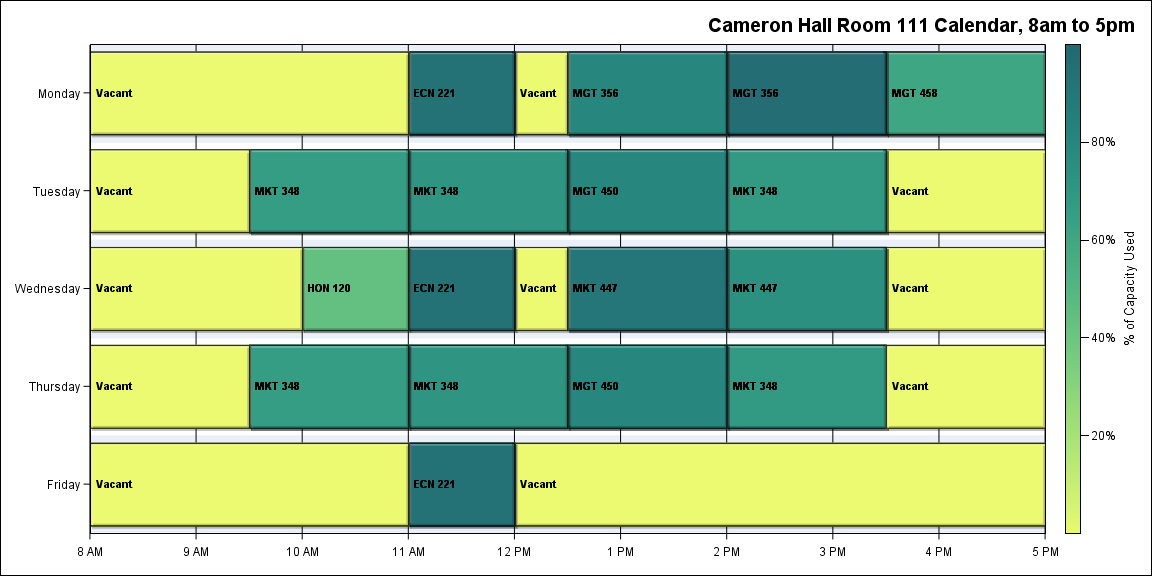 Cameron Hall Room 111 Calendar, 8am to 5pm
Monday
Vacant
ECN 221
Vacant
MGT 356
MGT 356
MGT 458
Tuesday
Vacant
MKT 348
MKT 348
MGT 450
MKT 348
Vacant
Wednesday
Vacant
HON 120
ECN 221
Vacant
MKT 447
MKT 447
Vacant
Thursday
Vacant
MKT 348
MKT 348
MGT 450
MKT 348
Vacant
Friday
Vacant
ECN 221
Vacant
8 AM
9 AM
10 AM
11 AM
12 PM
1 PM
2 PM
3 PM
4 PM
5 PM
80%
60%
40%
20%
% of Capacity Used